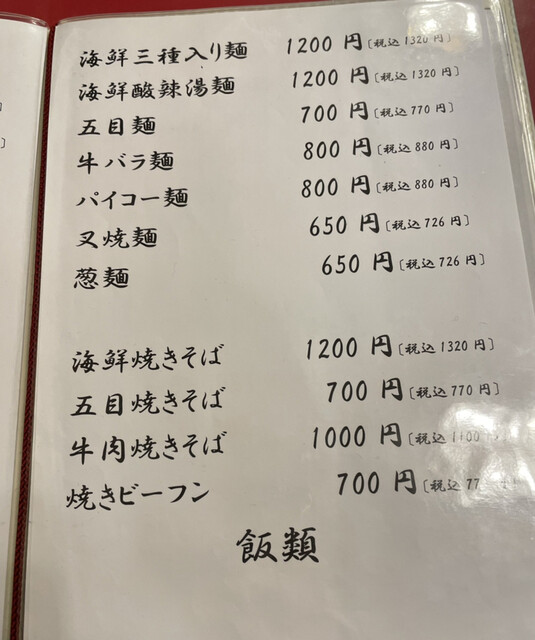 海鮮三種入り麺 1200 円〔税込 1320 円〕
海鮮酸辣湯麺 1200 円〔税込 1320 円〕
五目麺 700 円〔税込 770 円〕
牛バラ麺 800 円〔税込 880 円〕
パイコー麺 800 円〔税込 880 円〕
叉焼麺 650 円〔税込 726 円〕
葱麺 650 円〔税込 726 円〕
海鮮焼きそば 1200 円〔税込 1320 円〕
五目焼きそば 700 円〔税込 770 円〕
牛肉焼きそば 1000 円〔税込 1100 円〕
焼きビーフン 700 円〔税込
飯類